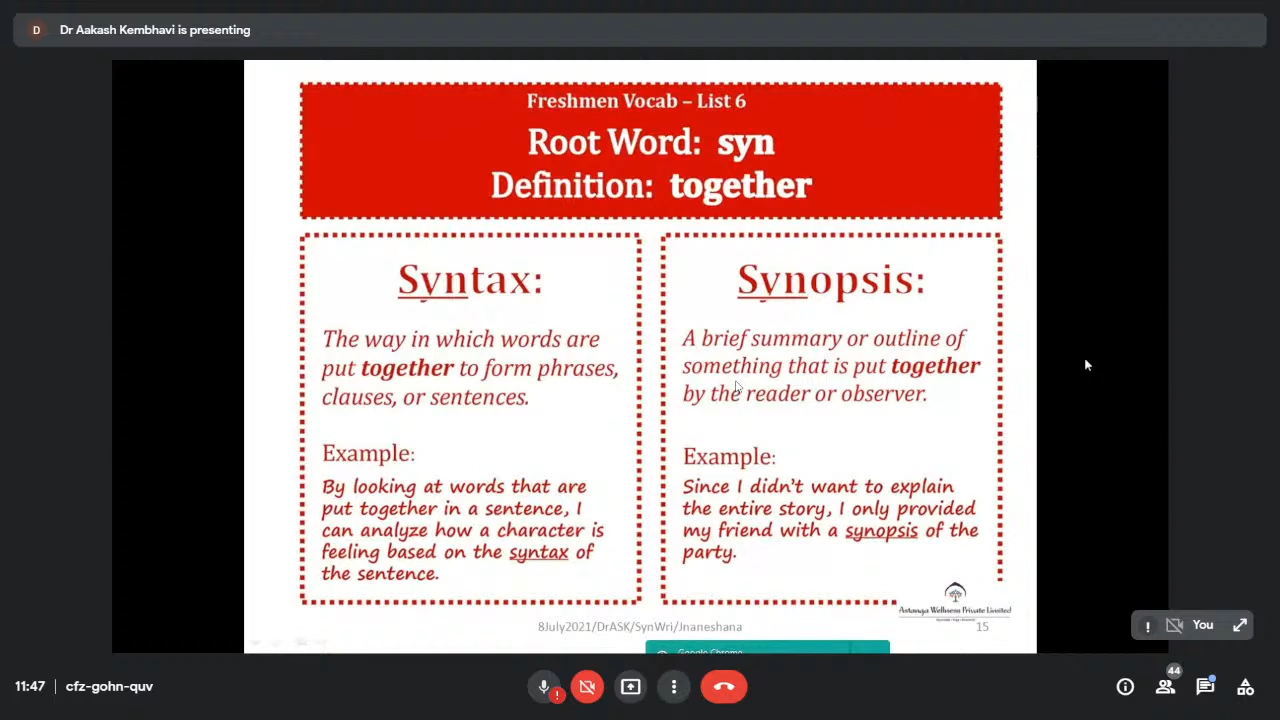 D Dr Aakash Kembhavi is presenting
Freshmen Vocab – List 6
Root Word: syn
Definition: together
Syntax:
The way in which words are
put together to form phrases,
clauses, or sentences.
Example:
By looking at words that are
put together in a sentence, I
can analyze how a character is
feeling based on the syntax of
the sentence.
Synopsis:
A brief summary or outline of
something that is put together
by the reader or observer.
Example:
Since I didn't want to explain
the entire story, I only provided
my friend with a synopsis of the
party.
Astanga Wellness Private Limited
8July2021/DrASK/SynWri/Jnaneshana
15
Google Chrome
You
11:47
cfz-gohn-quv
44